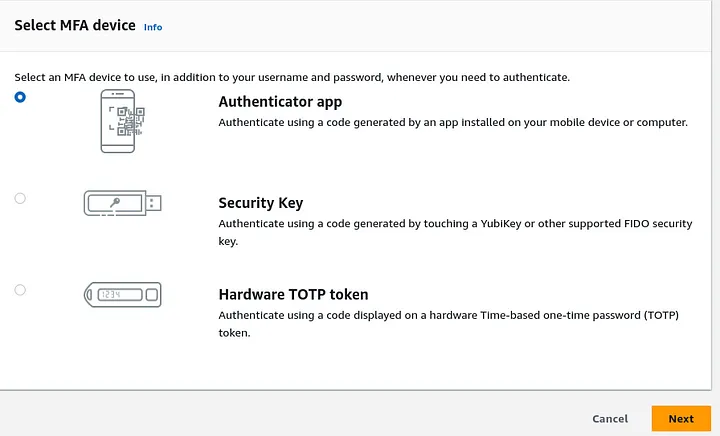 Select MFA device Info
Select an MFA device to use, in addition to your username and password, whenever you need to authenticate.
Authenticator app
Authenticate using a code generated by an app installed on your mobile device or computer.
Security Key
Authenticate using a code generated by touching a YubiKey or other supported FIDO security
key.
1234
Hardware TOTP token
Authenticate using a code displayed on a hardware Time-based one-time password (TOTP)
token.
Cancel Next